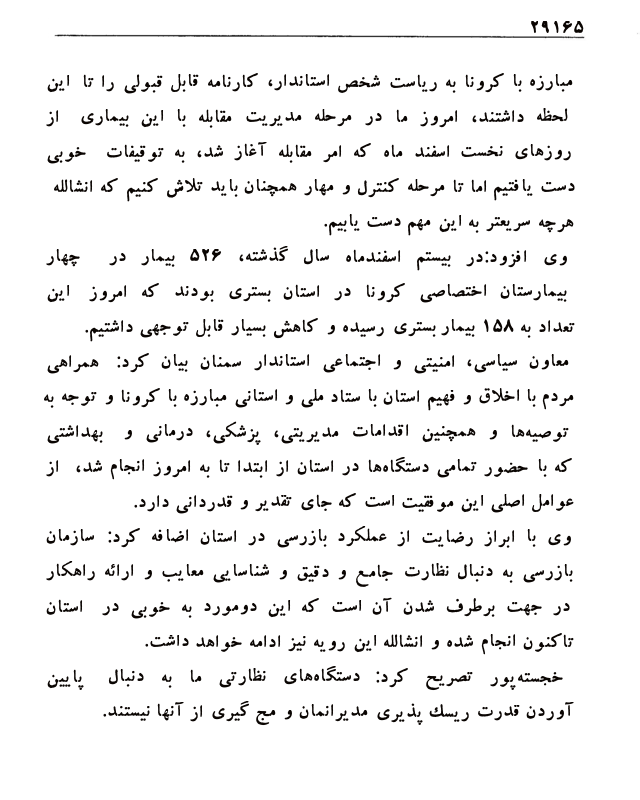 ۲۹۱۶۵
مبارزه با کرونا به ریاست شخص استاندار، کارنامه قابل قبولی را تا این
لحظه داشتند، امروز ما در مرحله مدیریت مقابله با این بیماری از
روزهای نخست اسفند ماه که امر مقابله آغاز شد، به توقیفات خوبی
دست یافتیم اما تا مرحله کنترل و مهار همچنان باید تلاش کنیم که انشالله
هرچه سریعتر به این مهم دست یابیم.
وی افزود:در بیستم اسفندماه سال گذشته، ۵۲۶ بیمار در چهار
بیمارستان اختصاصی کرونا در استان بستری بودند که امروز این
تعداد به ۱۵۸ بیمار بستری رسیده و کاهش بسیار قابل توجهی داشتیم.
معاون سیاسی، امنیتی و اجتماعی استاندار سمنان بیان کرد: همراهی
مردم با اخلاق و فهیم استان با ستاد ملی و استانی مبارزه با کرونا و توجه به
توصیه‌ها و همچنین اقدامات مدیریتی، پزشکی، درمانی و بهداشتی
که با حضور تمامی دستگاه‌ها در استان از ابتدا تا به امروز انجام شد، از
عوامل اصلی این موفقیت است که جای تقدیر و قدردانی دارد.
وی با ابراز رضایت از عملکرد بازرسی در استان اضافه کرد: سازمان
بازرسی به دنبال نظارت جامع و دقیق و شناسایی معایب و ارائه راهکار
در جهت برطرف شدن آن است که این دومورد به خوبی در استان
تاکنون انجام شده و انشالله این رویه نیز ادامه خواهد داشت.
خجسته‌پور تصریح کرد: دستگاه‌های نظارتی ما به دنبال پایین
آوردن قدرت ریسك پذیری مدیرانمان و مچ گیری از آنها نیستند.